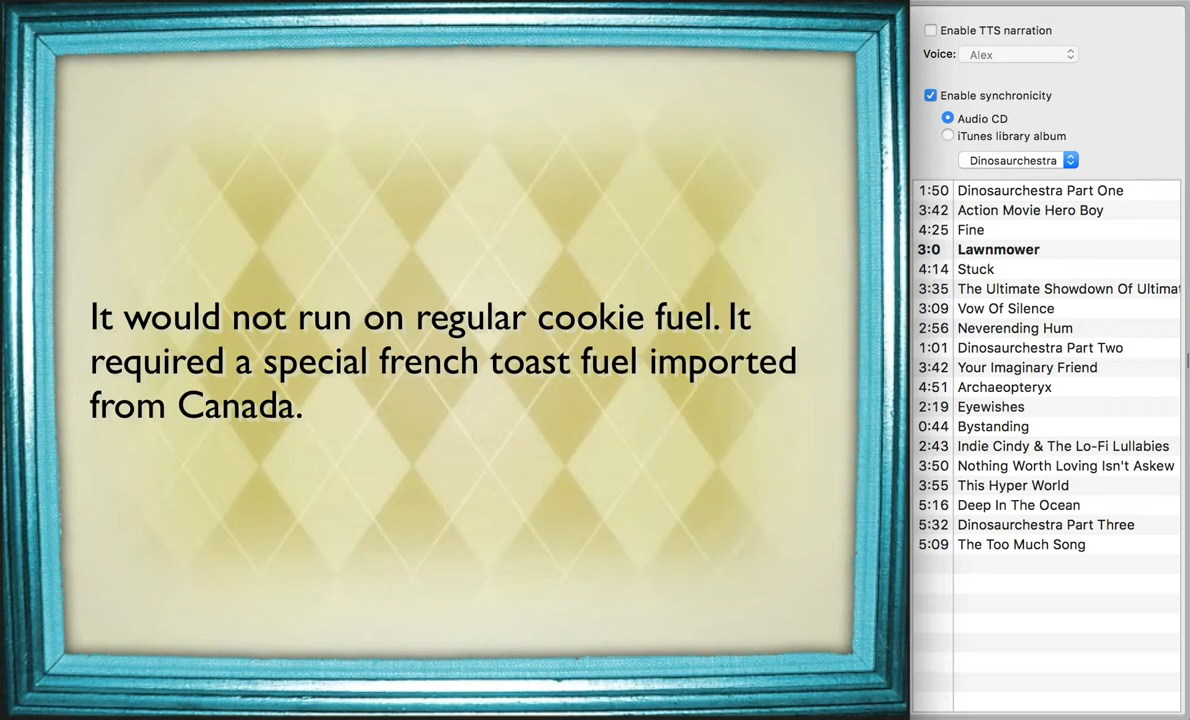 It would not run on regular cookie fuel. It
required a special french toast fuel imported
from Canada.
Enable TTS narration
Voice: Alex
Enable synchronicity
Audio CD
iTunes library album
Dinosaurchestra
1:50 Dinosaurchestra Part One
3:42 Action Movie Hero Boy
4:25 Fine
3:0 Lawnmower
4:14 Stuck
3:35 The Ultimate Showdown Of Ultimat
3:09 Vow Of Silence
2:56 Neverending Hum
1:01 Dinosaurchestra Part Two
3:42 Your Imaginary Friend
4:51 Archaeopteryx
2:19 Eyewishes
0:44 Bystanding
2:43 Indie Cindy & The Lo-Fi Lullabies
3:50 Nothing Worth Loving Isn't Askew
3:55 This Hyper World
5:16 Deep In The Ocean
5:32 Dinosaurchestra Part Three
5:09 The Too Much Song